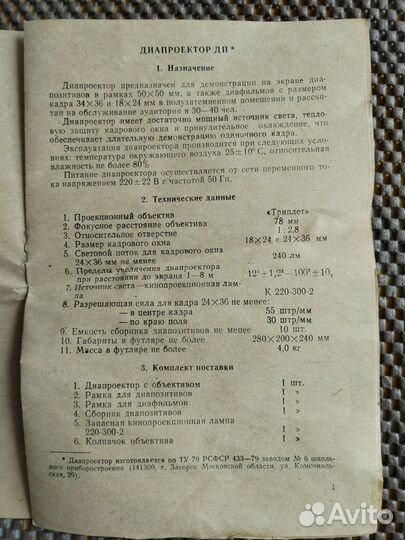 ДИАПРОЕКТОР ДП *
1. Назначение
Диапроектор предназначен для демонстрации на экране диа-
позитивов в рамках 50×50 мм, а также диафильмов с размером
кадра 34×36 и 18×24 мм в полузатемненном помещении и рассчи-
тан на обслуживание аудитории в 30—40 чел.
Диапроектор имеет достаточно мощный источник света, тепло-
вую защиту кадрового окна и принудительное охлаждение, что
обеспечивает длительную демонстрацию одиночного кадра.
Эксплуатация диапроектора производится при следующих усло-
виях: температура окружающего воздуха 25±10°С, относительная
влажность не более 80%.
Питание диапроектора осуществляется от сети переменного то-
ка напряжением 220±22 В с частотой 50 Гц.
2. Технические данные
1. Проекционный объектив «Триплет»
2. Фокусное расстояние объектива 78 мм
3. Относительное отверстие 1:2,8
4. Размер кадрового окна 18×24 и 24×36 мм
5. Световой поток для кадрового окна
24×36 мм не менее 240 лм
6. Пределы увеличения диапроектора
при расстоянии до экрана 1—8 м 12ˣ±1,2ˣ—100ˣ±10ˣ
7. Источник света—кинопроекционная лам-
па К 220-300-2
8. Разрешающая сила для кадра 24×36 не менее:
— в центре кадра 55 штр/мм
— по краю поля 30 штр/мм
9. Емкость сборника диапозитивов не менее 10 шт.
10. Габариты в футляре не более 280×200×240 мм
11. Масса в футляре не более 4,0 кг
3. Комплект поставки
1. Диапроектор с объективом 1 шт.
2. Рамка для диапозитивов 1 »
3. Рамка для диафильмов 1 »
4. Сборник диапозитивов 1 »
5. Запасная кинопроекционная лампа
220-300-2 1 »
6. Колпачок объектива 1 »
* Диапроектор изготовляется по ТУ 79 РСФСР 433—79 заводом № 6 школь-
ного приборостроения (141300, г. Загорск Московской области, ул. Комсомоль-
ская, 29).
1
Avito